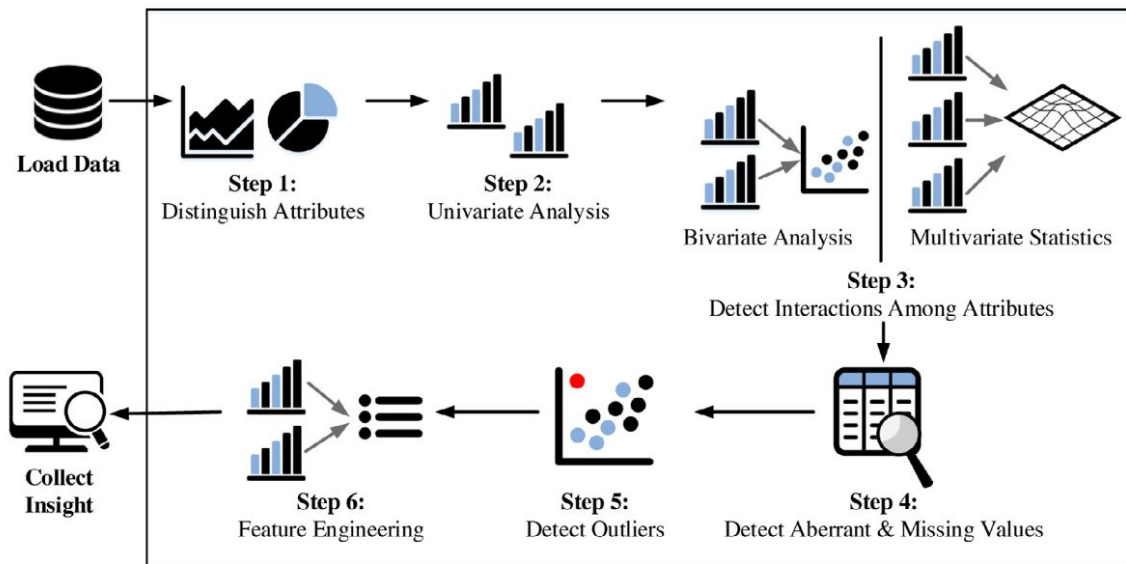 Load Data
Step 1:
Distinguish Attributes
Step 2:
Univariate Analysis
Bivariate Analysis
Multivariate Statistics
Step 3:
Detect Interactions Among Attributes
Step 4:
Detect Aberrant & Missing Values
Step 5:
Detect Outliers
Step 6:
Feature Engineering
Collect
Insight